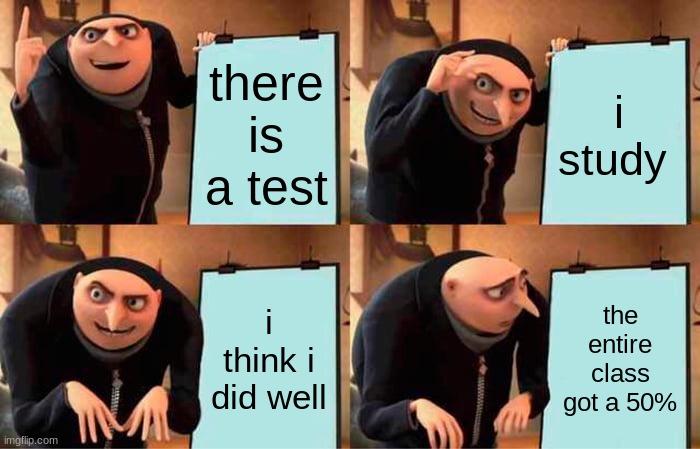 there
is
a test
i
study
i
think i
did well
the
entire
class
got a 50%
imgflip.com